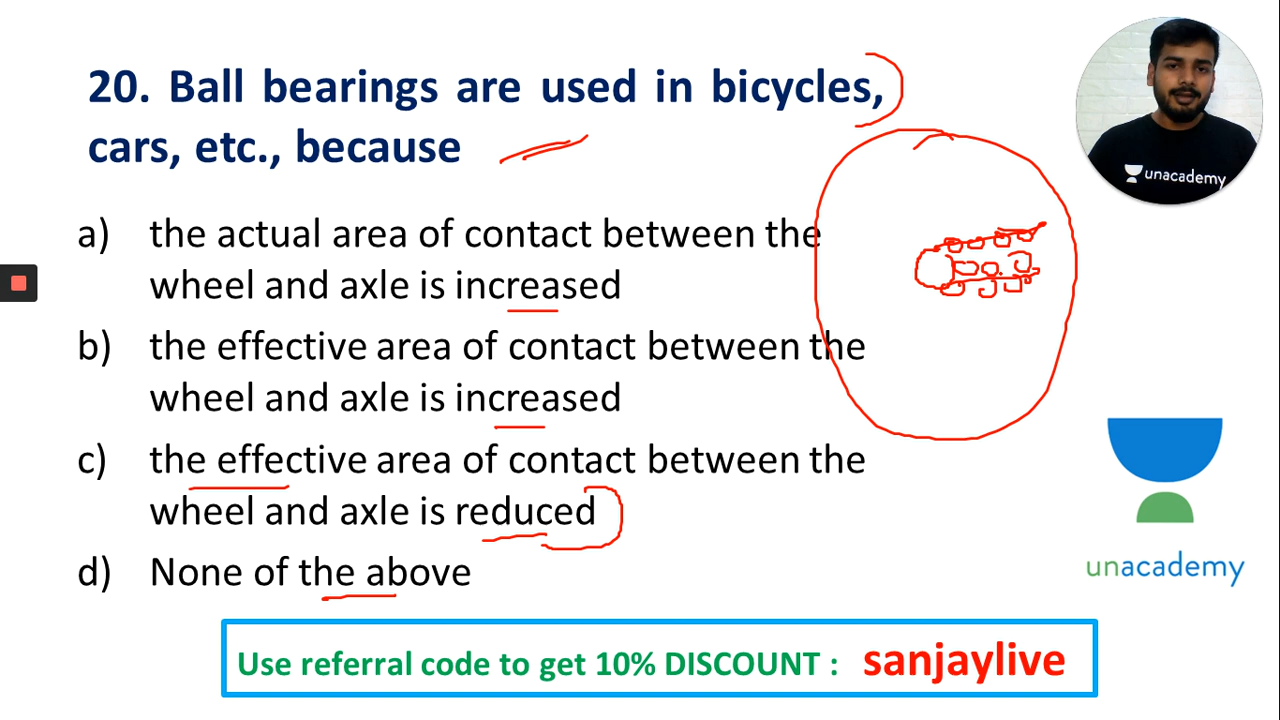 20. Ball bearings are used in bicycles,
cars, etc., because
a) the actual area of contact between the
wheel and axle is increased
b) the effective area of contact between the
wheel and axle is increased
c) the effective area of contact between the
wheel and axle is reduced
d) None of the above
Use referral code to get 10% DISCOUNT : sanjaylive
unacademy
unacademy